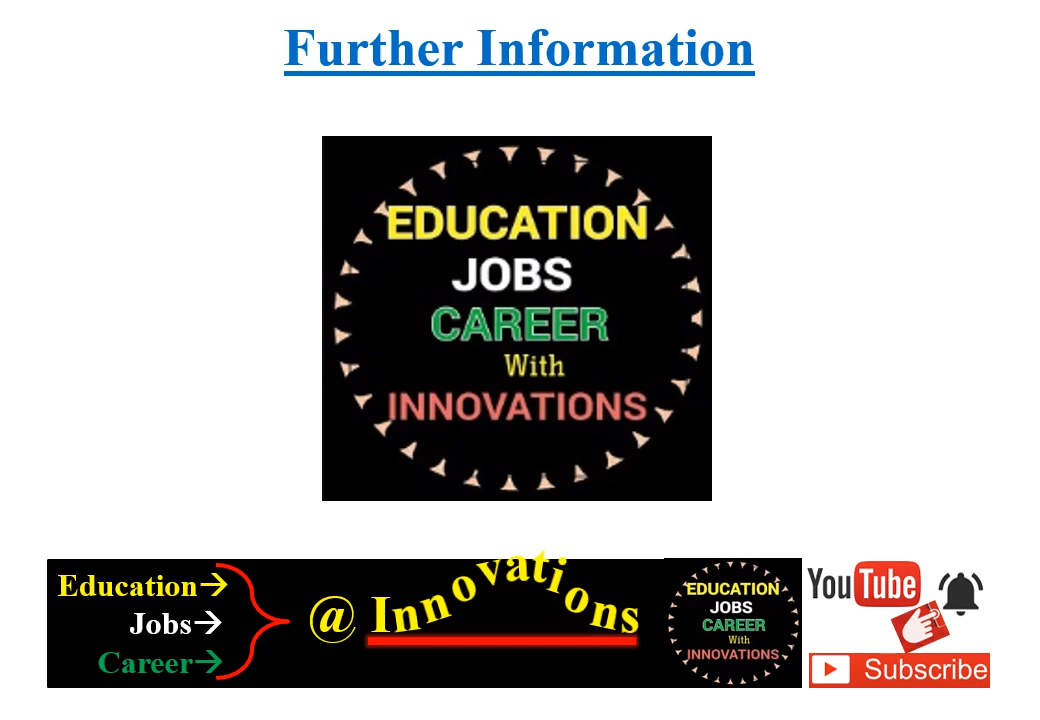 Further Information
EDUCATION
JOBS
CAREER
With
INNOVATIONS
Education→
Jobs→
Career→
@ Innovations
EDUCATION
JOBS
CAREER
With
INNOVATIONS
YouTube
Subscribe